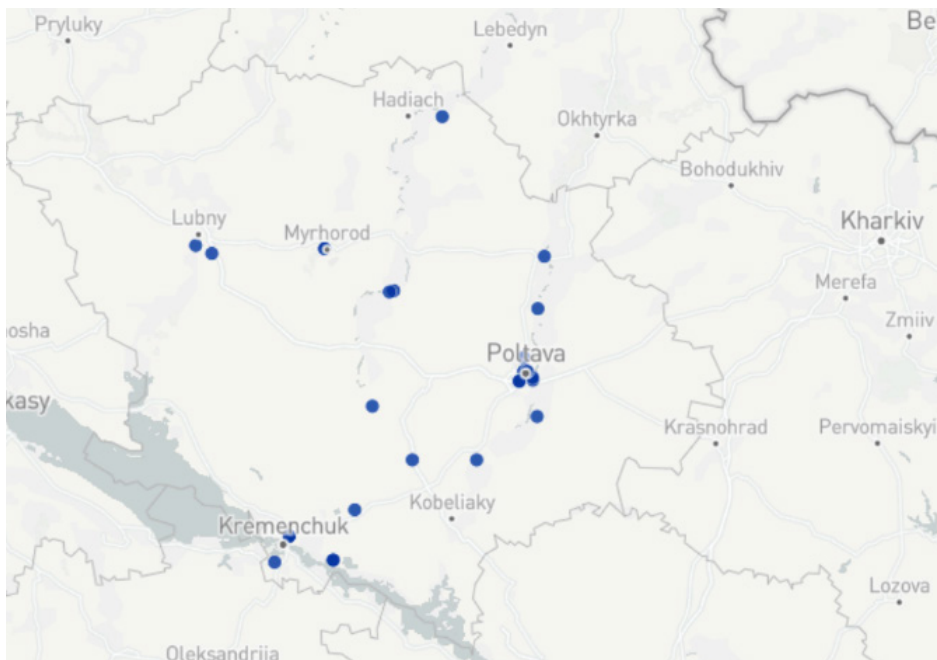 Be
Pryluky
Lebedyn
Hadiach
Okhtyrka
Bohodukhiv
Lubny
Myrhorod
Kharkiv
Merefa
osha
Zmiiv
Poltava
kasy
Krasnohrad
Pervomaiskyi
Kobeliaky
Kremenchuk
Lozova
Oleksandriia